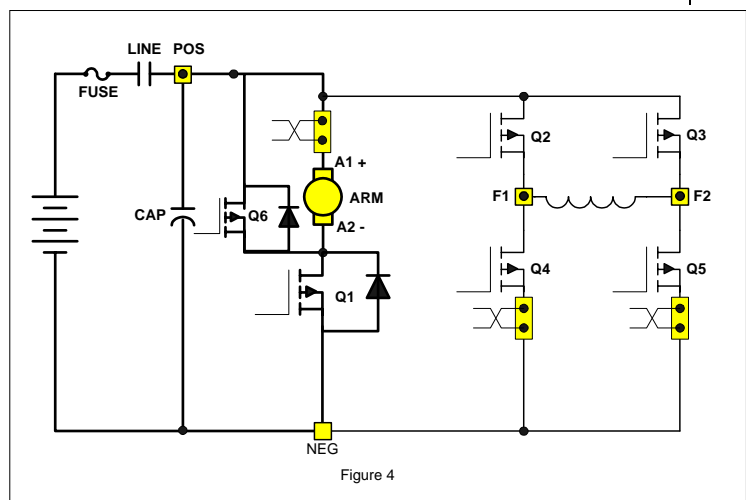 LINE POS
FUSE
Q2
Q3
A1 +
ARM
F1
F2
CAP
Q6
A2 -
Q4
Q5
Q1
NEG
Figure 4